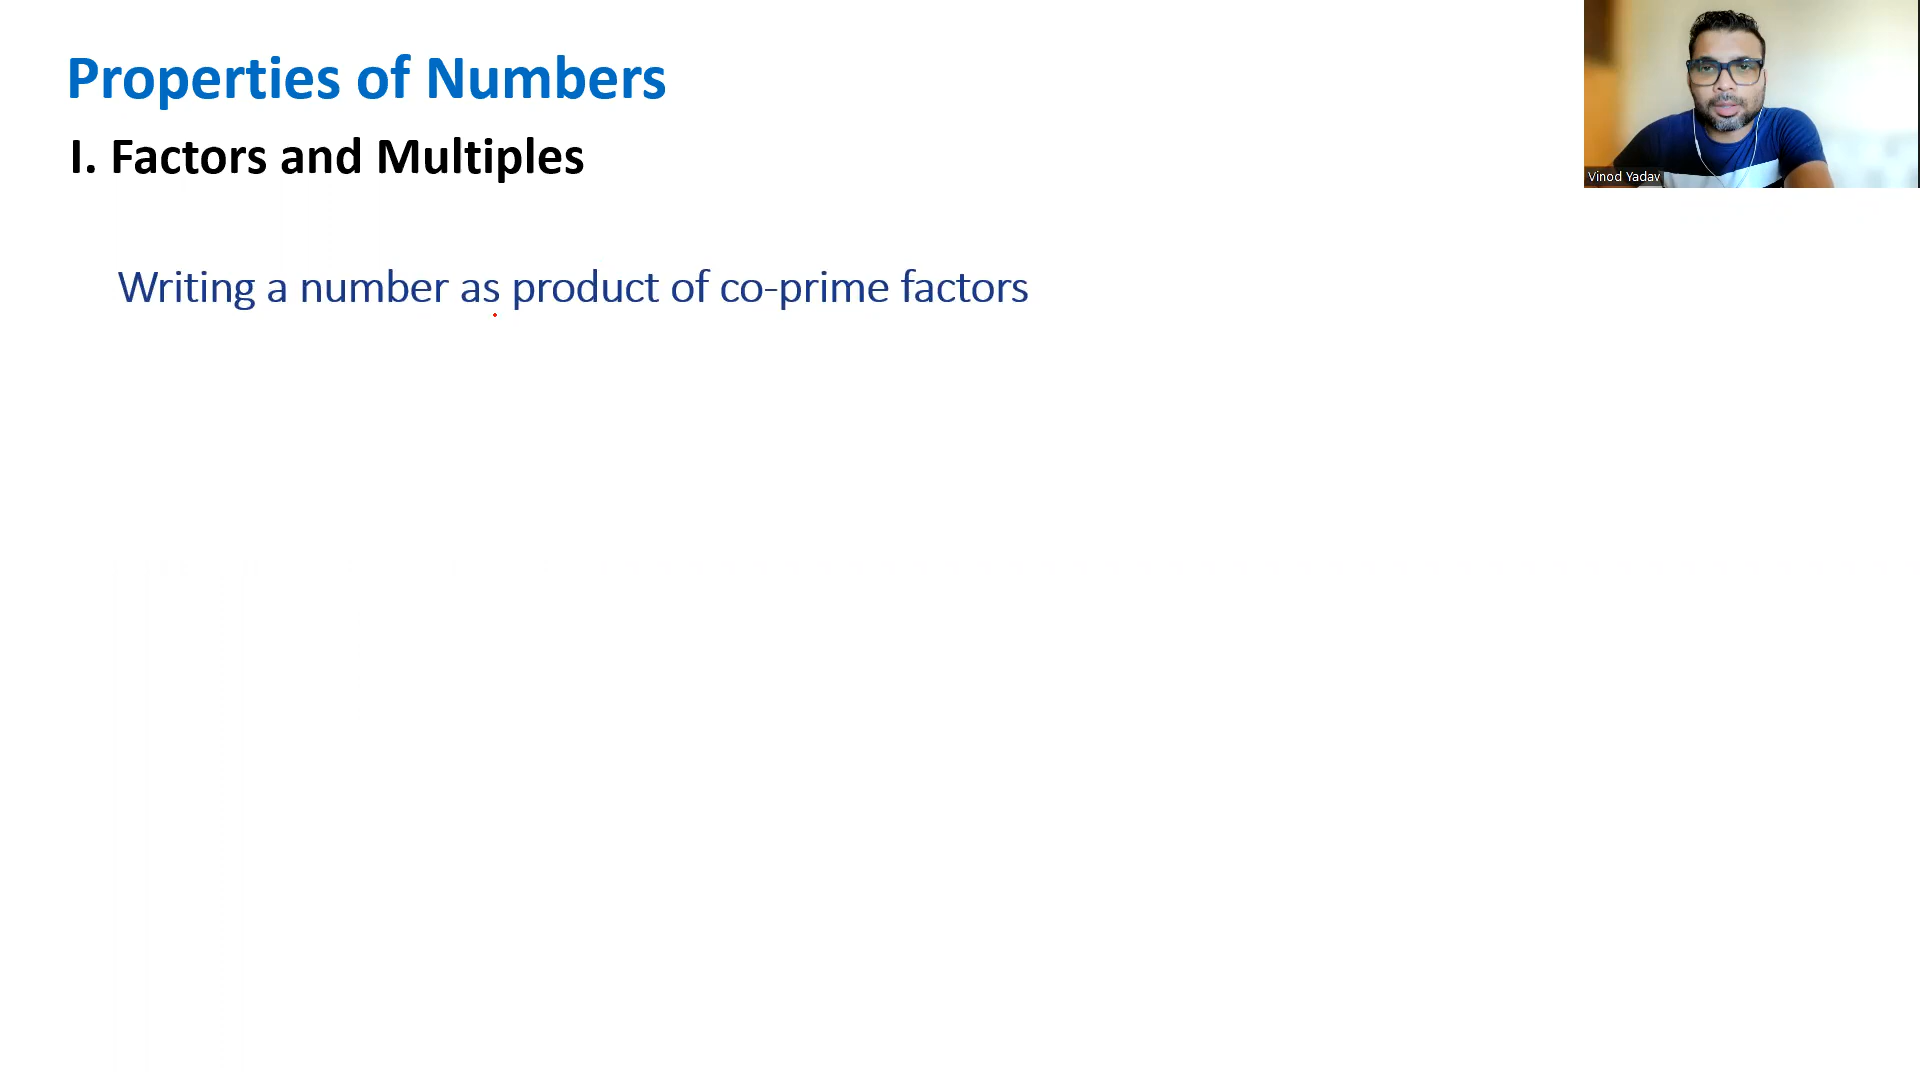 Properties of Numbers
I. Factors and Multiples
Writing a number as product of co-prime factors
Vinod Yadav